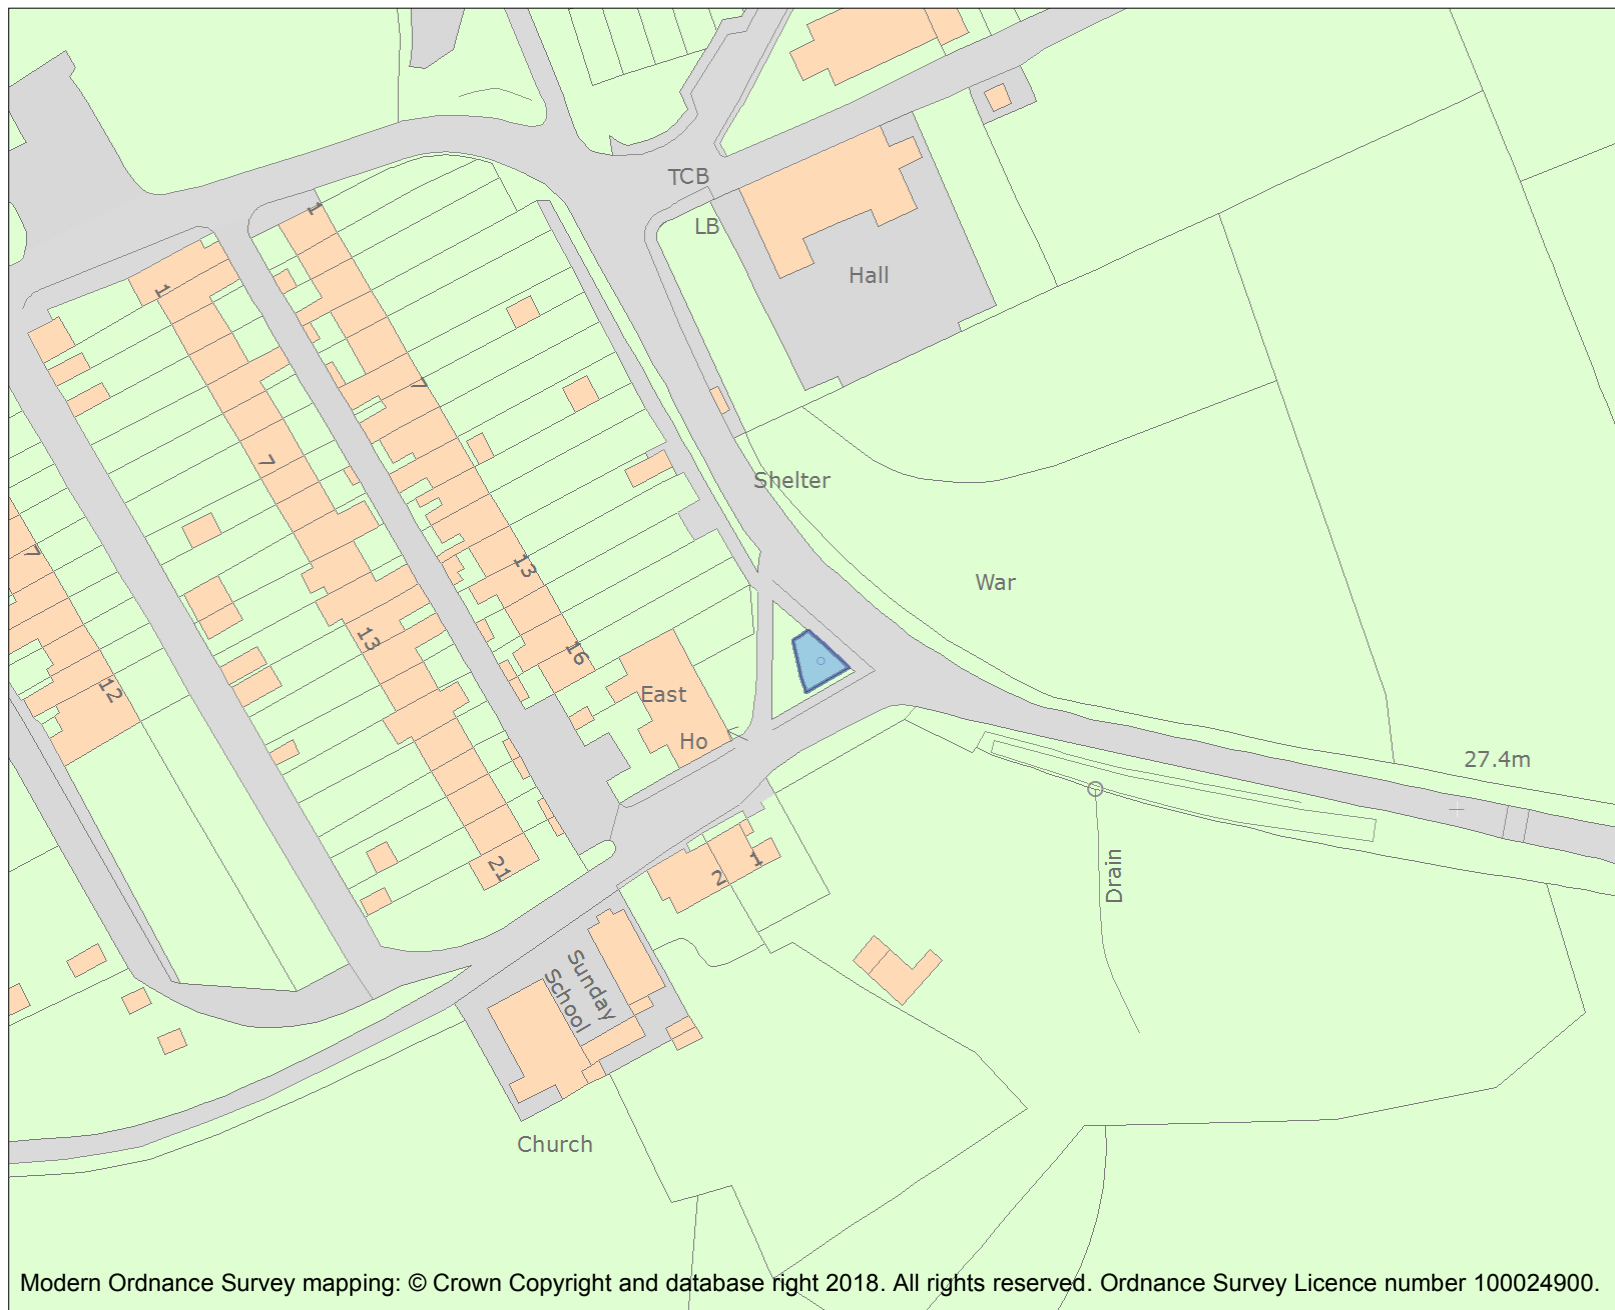 TCB
LB
1
Hall
1
7
7
Shelter
7
13
War
13
16
12
East
Ho
27.4m
1
2
21
Drain
Sunday
School
Church
Modern Ordnance Survey mapping: © Crown Copyright and database right 2018. All rights reserved. Ordnance Survey Licence number 100024900.